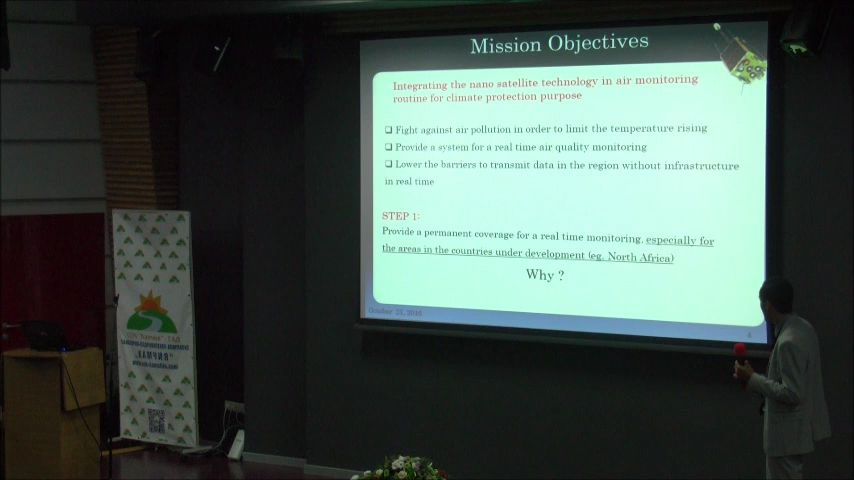 Mission Objectives
Integrating the nano satellite technology in air monitoring
routine for climate protection purpose
❑ Fight against air pollution in order to limit the temperature rising
❑ Provide a system for a real time air quality monitoring
❑ Lower the barriers to transmit data in the region without infrastructure
in real time
STEP 1:
Provide a permanent coverage for a real time monitoring, especially for
the areas in the countries under development (eg. North Africa)
Why ?
"КАМЧИЯ"